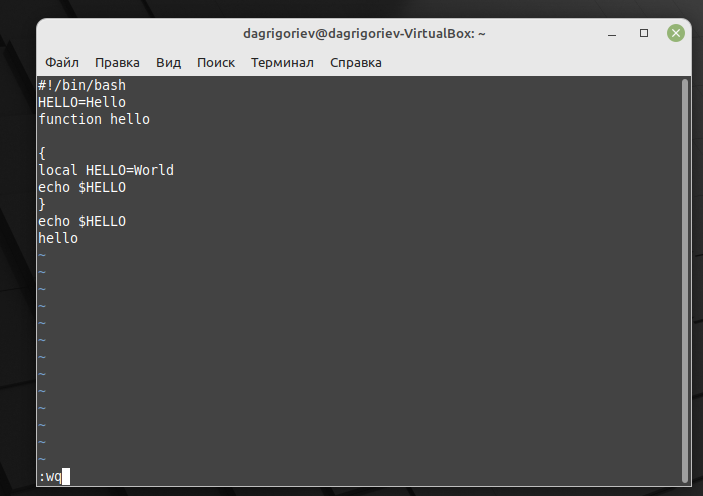 dagrigoriev@dagrigoriev-VirtualBox: ~
Файл Правка Вид Поиск Терминал Справка
#!/bin/bash
HELLO=Hello
function hello
{
local HELLO=World
echo $HELLO
}
echo $HELLO
hello
~
~
~
~
~
~
~
~
~
~
~
~
~
:wq